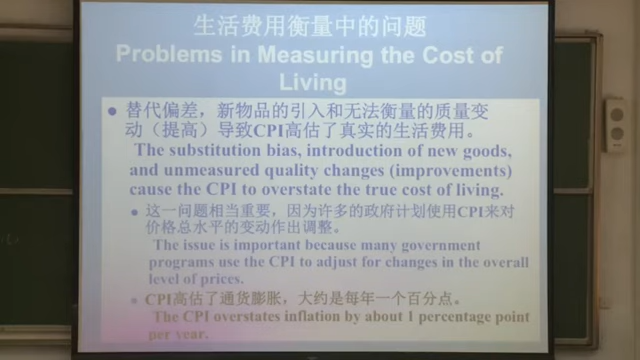 生活费用衡量中的问题
Problems in Measuring the Cost of
Living
替代偏差，新物品的引入和无法衡量的质量变
动（提高）导致CPI高估了真实的生活费用。
The substitution bias, introduction of new goods,
and unmeasured quality changes (improvements)
cause the CPI to overstate the true cost of living.
这一问题相当重要，因为许多的政府计划使用CPI来对
价格总水平的变动作出调整。
The issue is important because many government
programs use the CPI to adjust for changes in the overall
level of prices.
CPI高估了通货膨胀，大约是每年一个百分点。
The CPI overstates inflation by about 1 percentage point
per year.